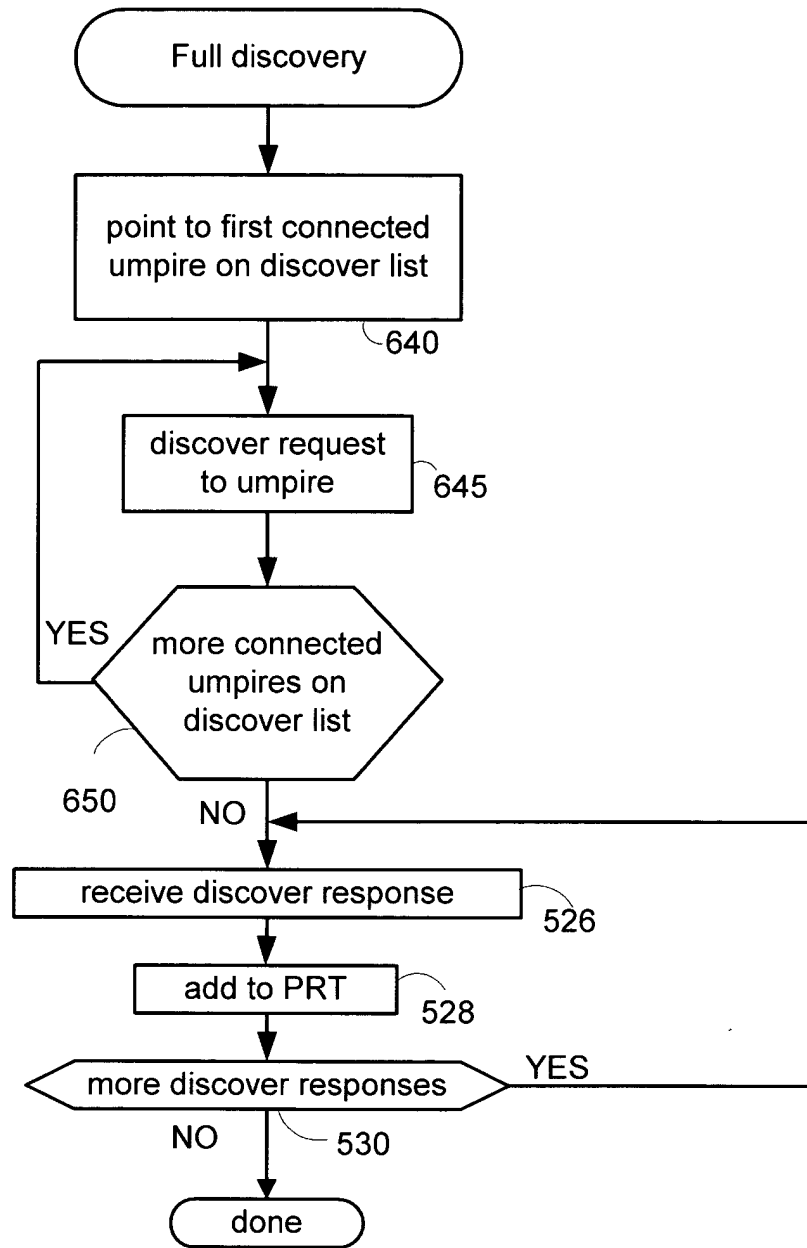 Full discovery
point to first connected
umpire on discover list
640
discover request
to umpire
645
YES
more connected
umpires on
discover list
650
NO
receive discover response
526
add to PRT
528
more discover responses
YES
NO
530
done